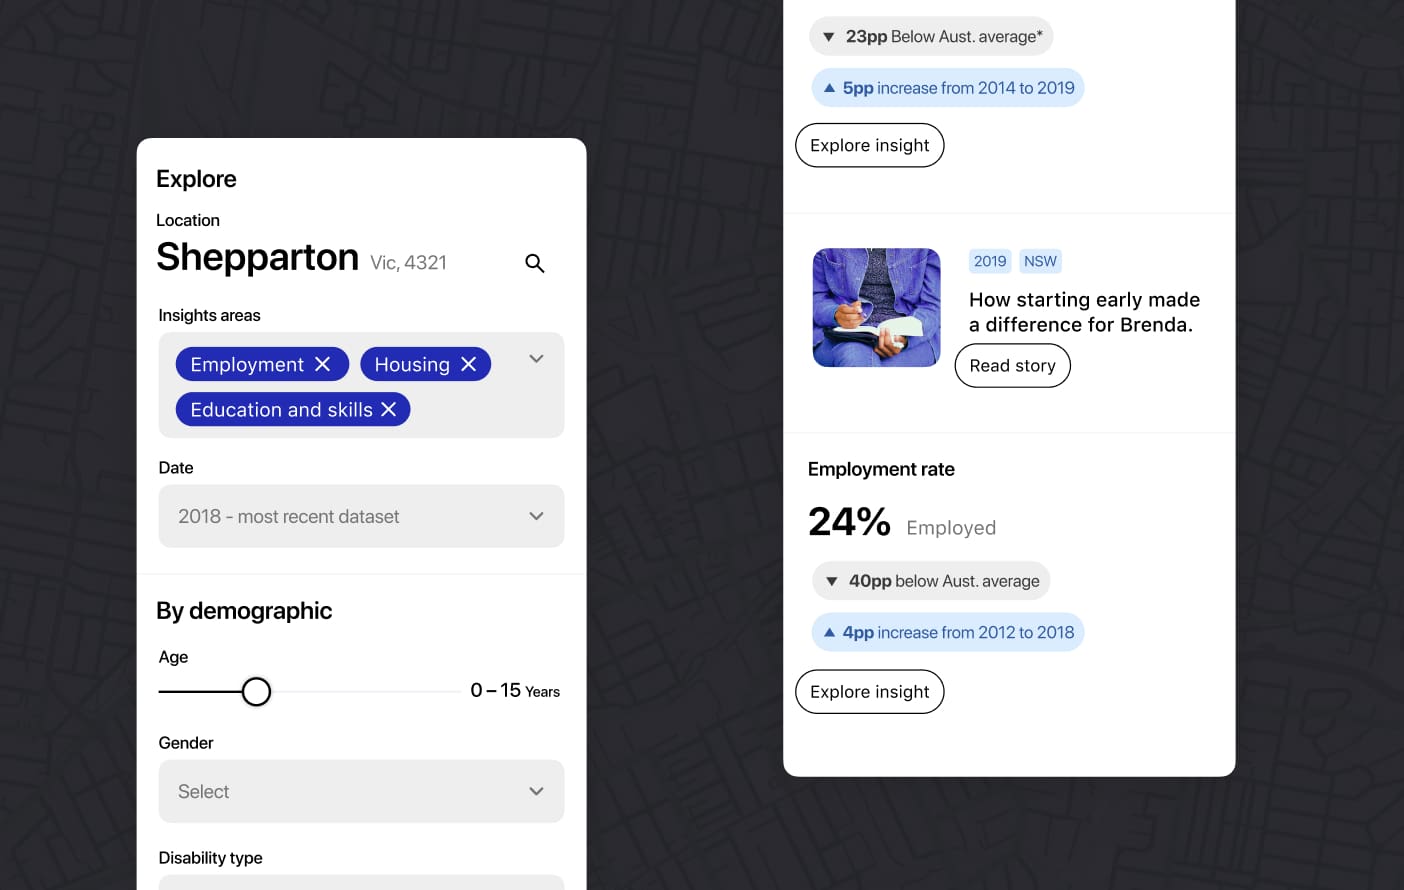 Explore
Location
Shepparton Vic, 4321
Insights areas
Employment
Housing
Education and skills
Date
2018 - most recent dataset
By demographic
Age
0 – 15 Years
Gender
Select
Disability type
23pp Below Aust. average*
5pp increase from 2014 to 2019
Explore insight
2019 NSW
How starting early made
a difference for Brenda.
Read story
Employment rate
24% Employed
40pp below Aust. average
4pp increase from 2012 to 2018
Explore insight